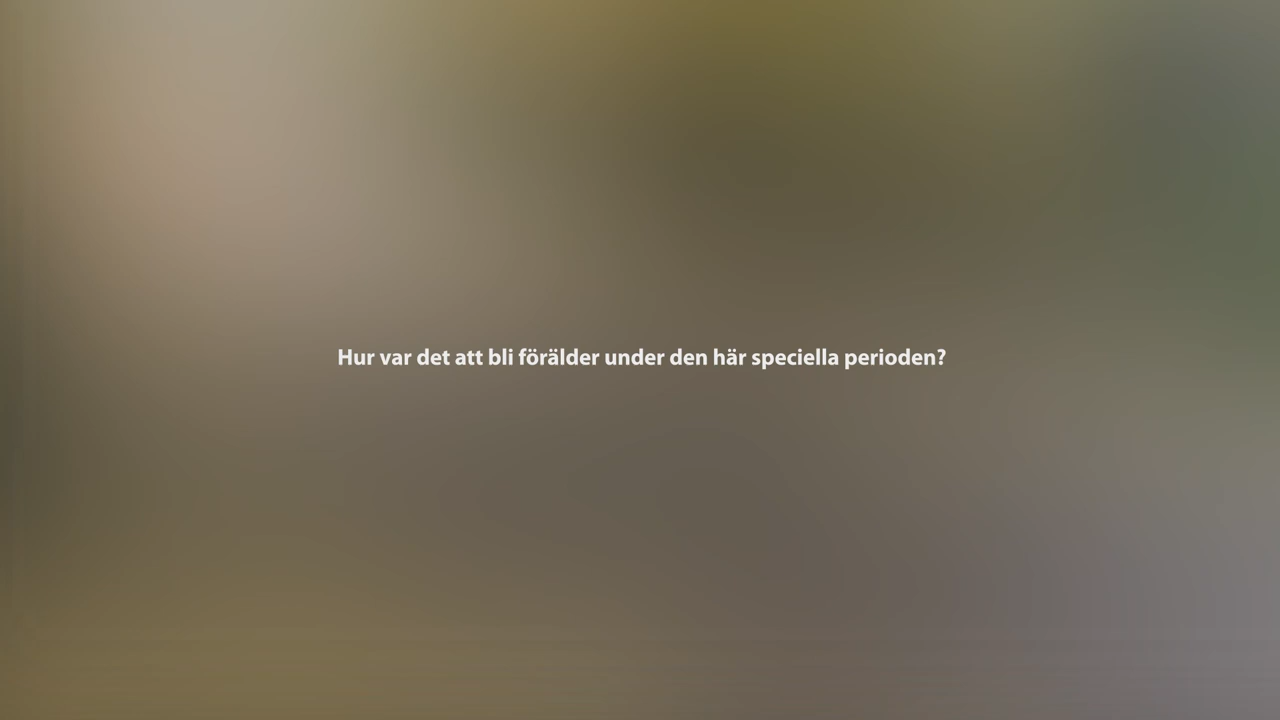 Hur var det att bli förälder under den här speciella perioden?